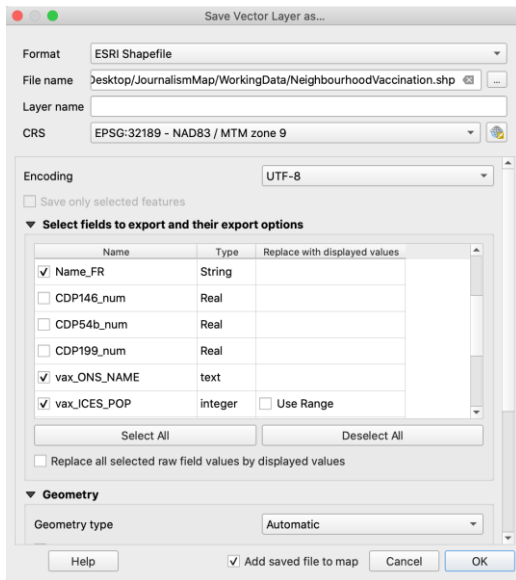 Save Vector Layer as...
Format ESRI Shapefile
File name Desktop/JournalismMap/WorkingData/NeighbourhoodVaccination.shp ...
Layer name
CRS EPSG:32189 - NAD83 / MTM zone 9
Encoding UTF-8
Save only selected features
Select fields to export and their export options
Name Type Replace with displayed values
Name_FR String
CDP146_num Real
CDP54b_num Real
CDP199_num Real
vax_ONS_NAME text
vax_ICES_POP integer Use Range
Select All Deselect All
Replace all selected raw field values by displayed values
Geometry
Geometry type Automatic
Help Add saved file to map Cancel OK